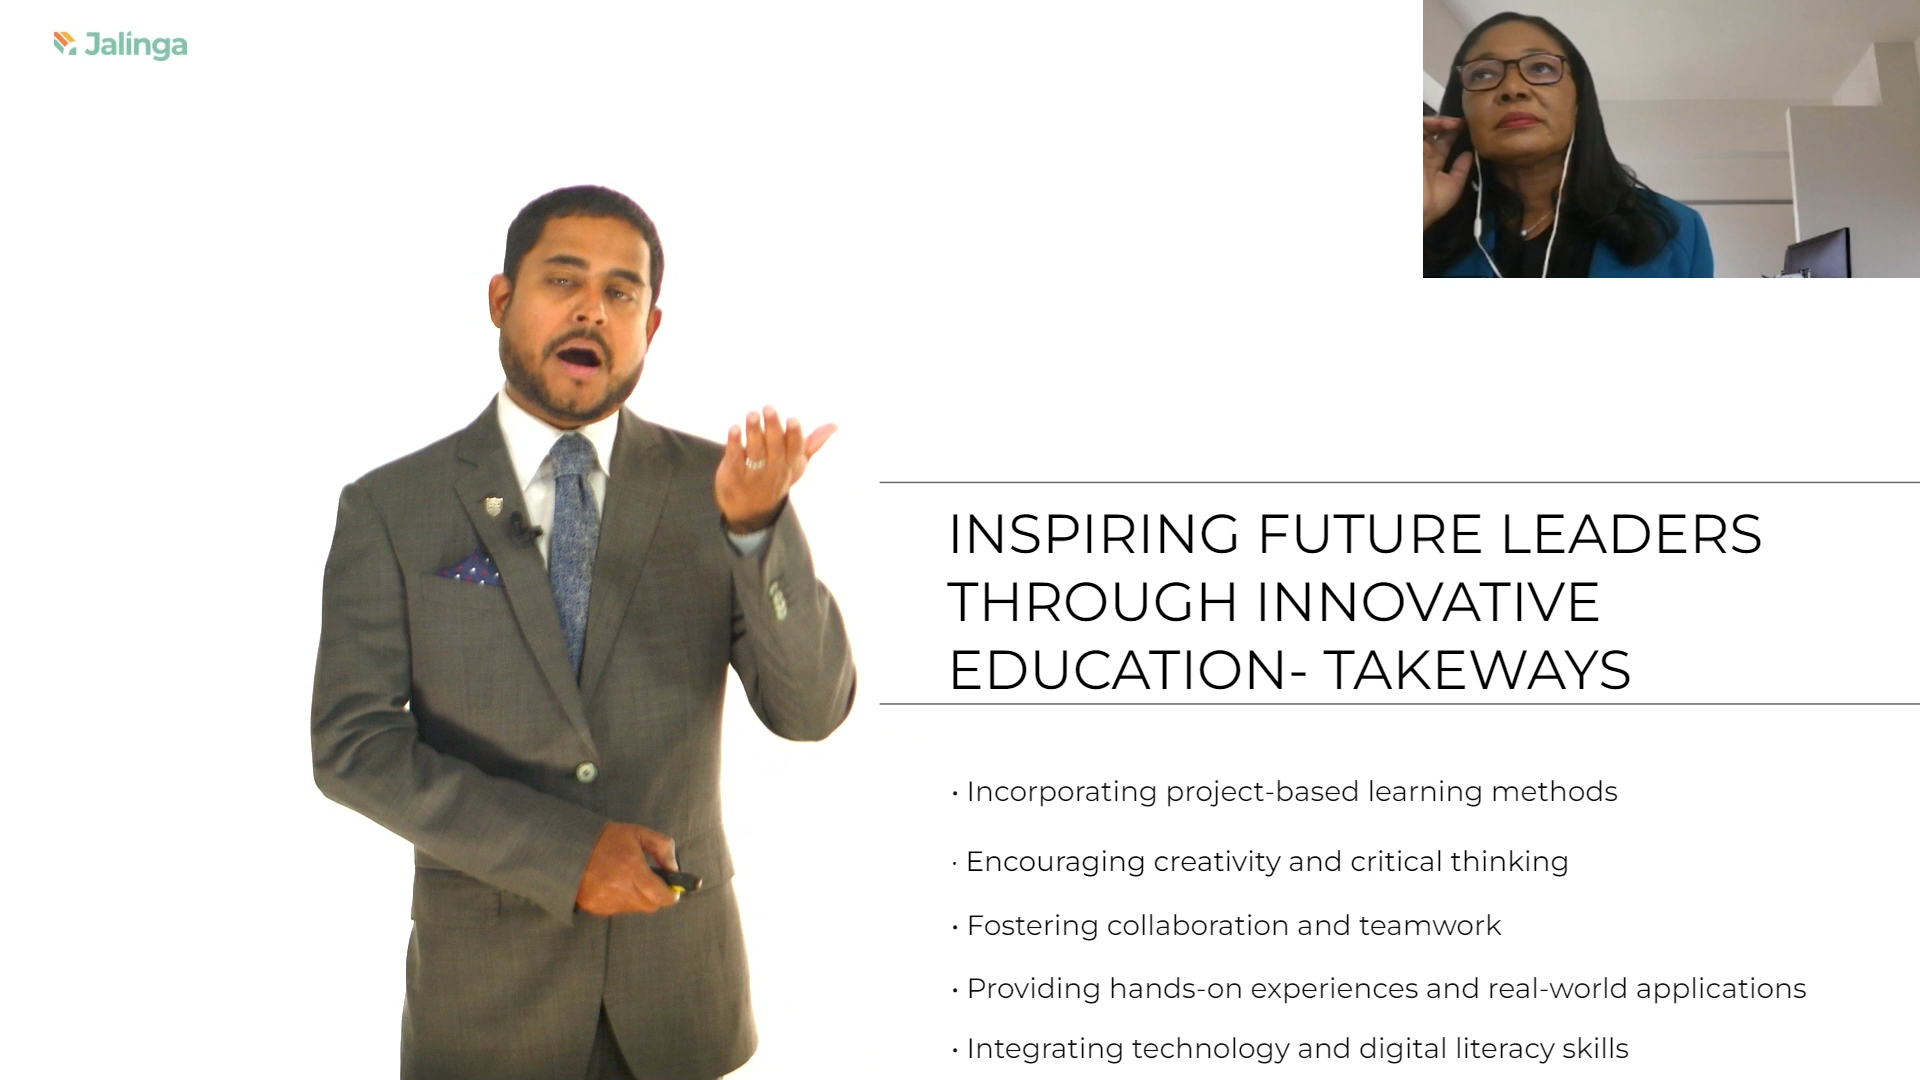 Jalinga
INSPIRING FUTURE LEADERS
THROUGH INNOVATIVE
EDUCATION- TAKEWAYS
• Incorporating project-based learning methods
• Encouraging creativity and critical thinking
• Fostering collaboration and teamwork
• Providing hands-on experiences and real-world applications
• Integrating technology and digital literacy skills